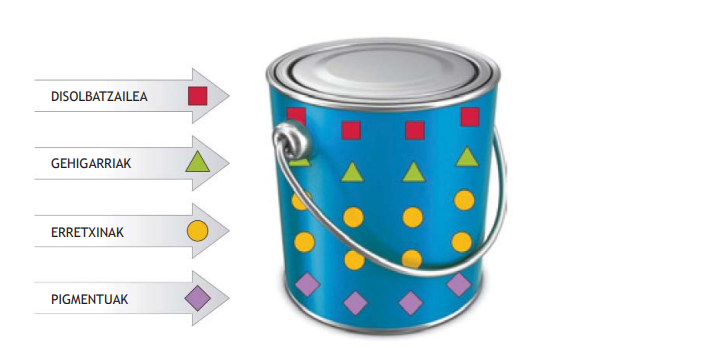 DISOLBATZAILEA
GEHIGARRIAK
ERRETXINAK
PIGMENTUAK